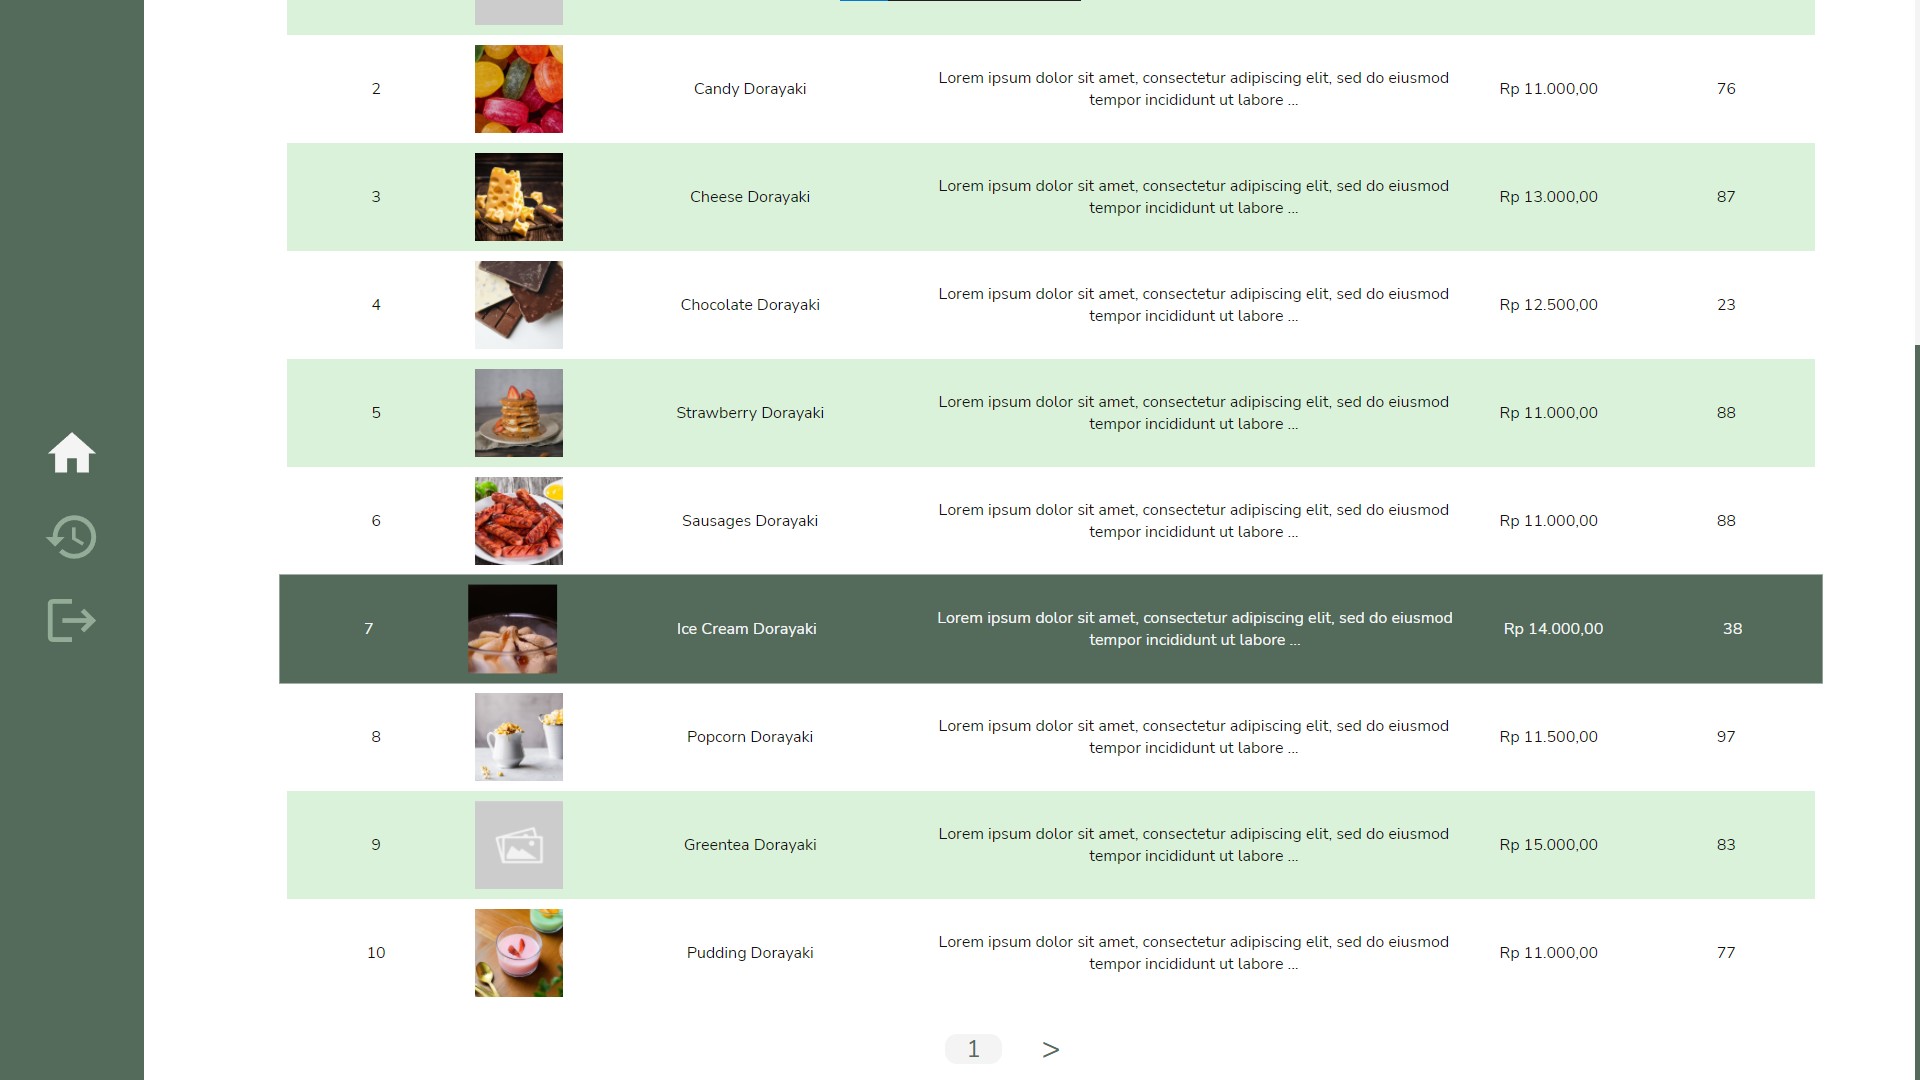 2
Candy Dorayaki
Lorem ipsum dolor sit amet, consectetur adipiscing elit, sed do eiusmod
tempor incididunt ut labore ...
Rp 11.000,00
76
3
Cheese Dorayaki
Lorem ipsum dolor sit amet, consectetur adipiscing elit, sed do eiusmod
tempor incididunt ut labore ...
Rp 13.000,00
87
4
Chocolate Dorayaki
Lorem ipsum dolor sit amet, consectetur adipiscing elit, sed do eiusmod
tempor incididunt ut labore ...
Rp 12.500,00
23
5
Strawberry Dorayaki
Lorem ipsum dolor sit amet, consectetur adipiscing elit, sed do eiusmod
tempor incididunt ut labore ...
Rp 11.000,00
88
6
Sausages Dorayaki
Lorem ipsum dolor sit amet, consectetur adipiscing elit, sed do eiusmod
tempor incididunt ut labore ...
Rp 11.000,00
88
7
Ice Cream Dorayaki
Lorem ipsum dolor sit amet, consectetur adipiscing elit, sed do eiusmod
tempor incididunt ut labore ...
Rp 14.000,00
38
8
Popcorn Dorayaki
Lorem ipsum dolor sit amet, consectetur adipiscing elit, sed do eiusmod
tempor incididunt ut labore ...
Rp 11.500,00
97
9
Greentea Dorayaki
Lorem ipsum dolor sit amet, consectetur adipiscing elit, sed do eiusmod
tempor incididunt ut labore ...
Rp 15.000,00
83
10
Pudding Dorayaki
Lorem ipsum dolor sit amet, consectetur adipiscing elit, sed do eiusmod
tempor incididunt ut labore ...
Rp 11.000,00
77
1 >